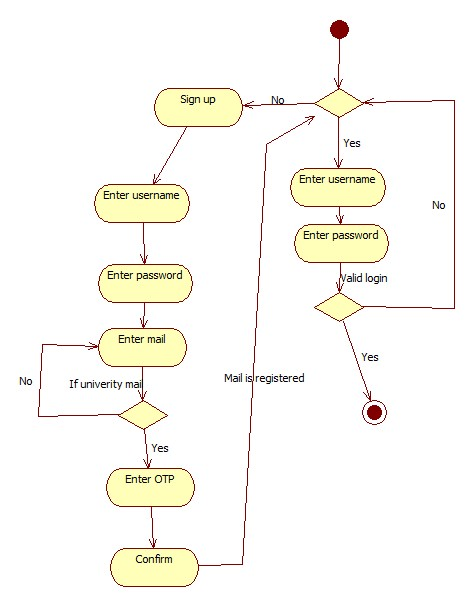 Sign up
No
Yes
Enter username
Enter username
No
Enter password
Enter password
Valid login
Enter mail
Yes
No
If univerity mail
Mail is registered
Yes
Enter OTP
Confirm